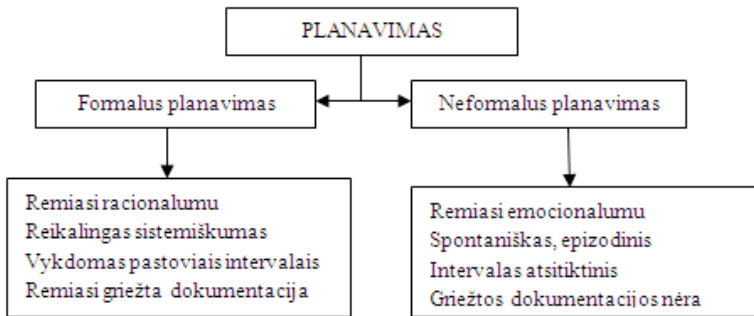 PLANAVIMAS
Formalus planavimas
Neformalus planavimas
Remiasi racionalumu
Reikalingas sistemiškumas
Vykdomas pastoviais intervalais
Remiasi griežta dokumentacija
Remiasi emocionalumu
Spontaniškas, epizodinis
Intervalas atsitiktinis
Griežtos dokumentacijos nėra